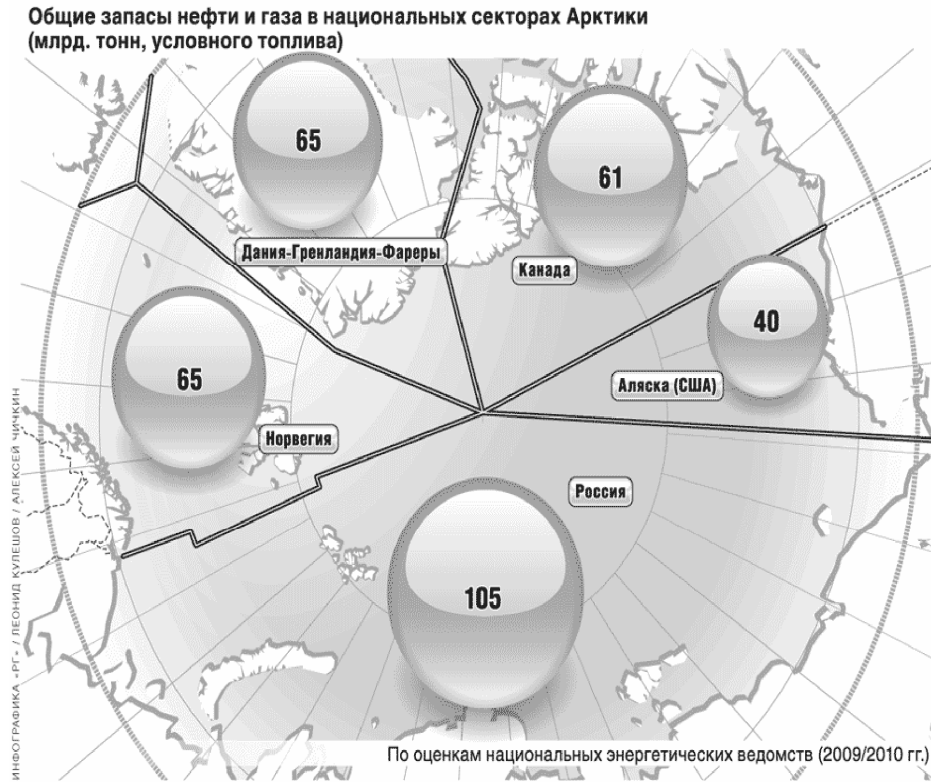 Общие запасы нефти и газа в национальных секторах Арктики
(млрд. тонн, условного топлива)
65
61
Дания-Гренландия-Фареры
Канада
40
65
Аляска (США)
Норвегия
Россия
105
По оценкам национальных энергетических ведомств (2009/2010 гг.)
ИНФОГРАФИКА «РГ» / ЛЕОНИД КУЛЕШОВ / АЛЕКСЕЙ ЧИЧКИН